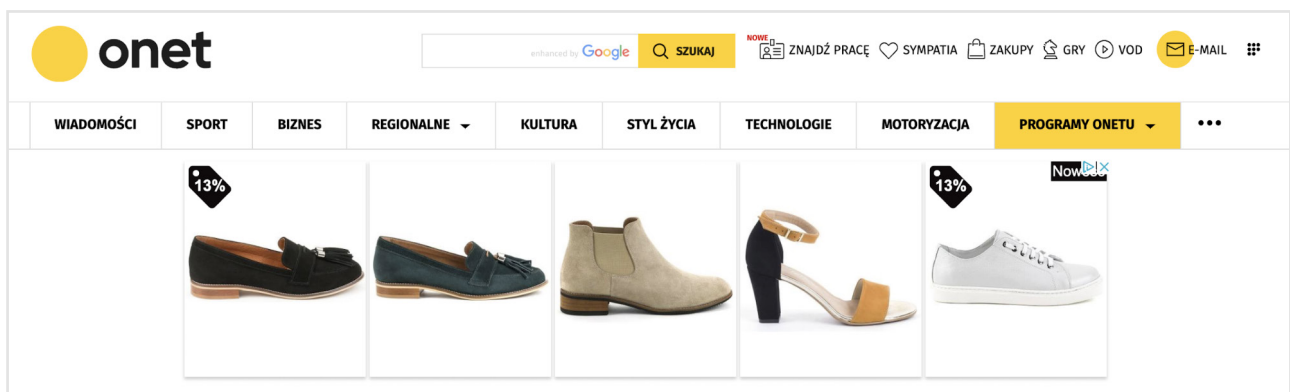 onet
enhanced by Google
SZUKAJ
NOWE
ZNAJDŹ PRACĘ
SYMPATIA
ZAKUPY
GRY
VOD
E-MAIL
WIADOMOŚCI
SPORT
BIZNES
REGIONALNE
KULTURA
STYL ŻYCIA
TECHNOLOGIE
MOTORYZACJA
PROGRAMY ONETU
13%
13%